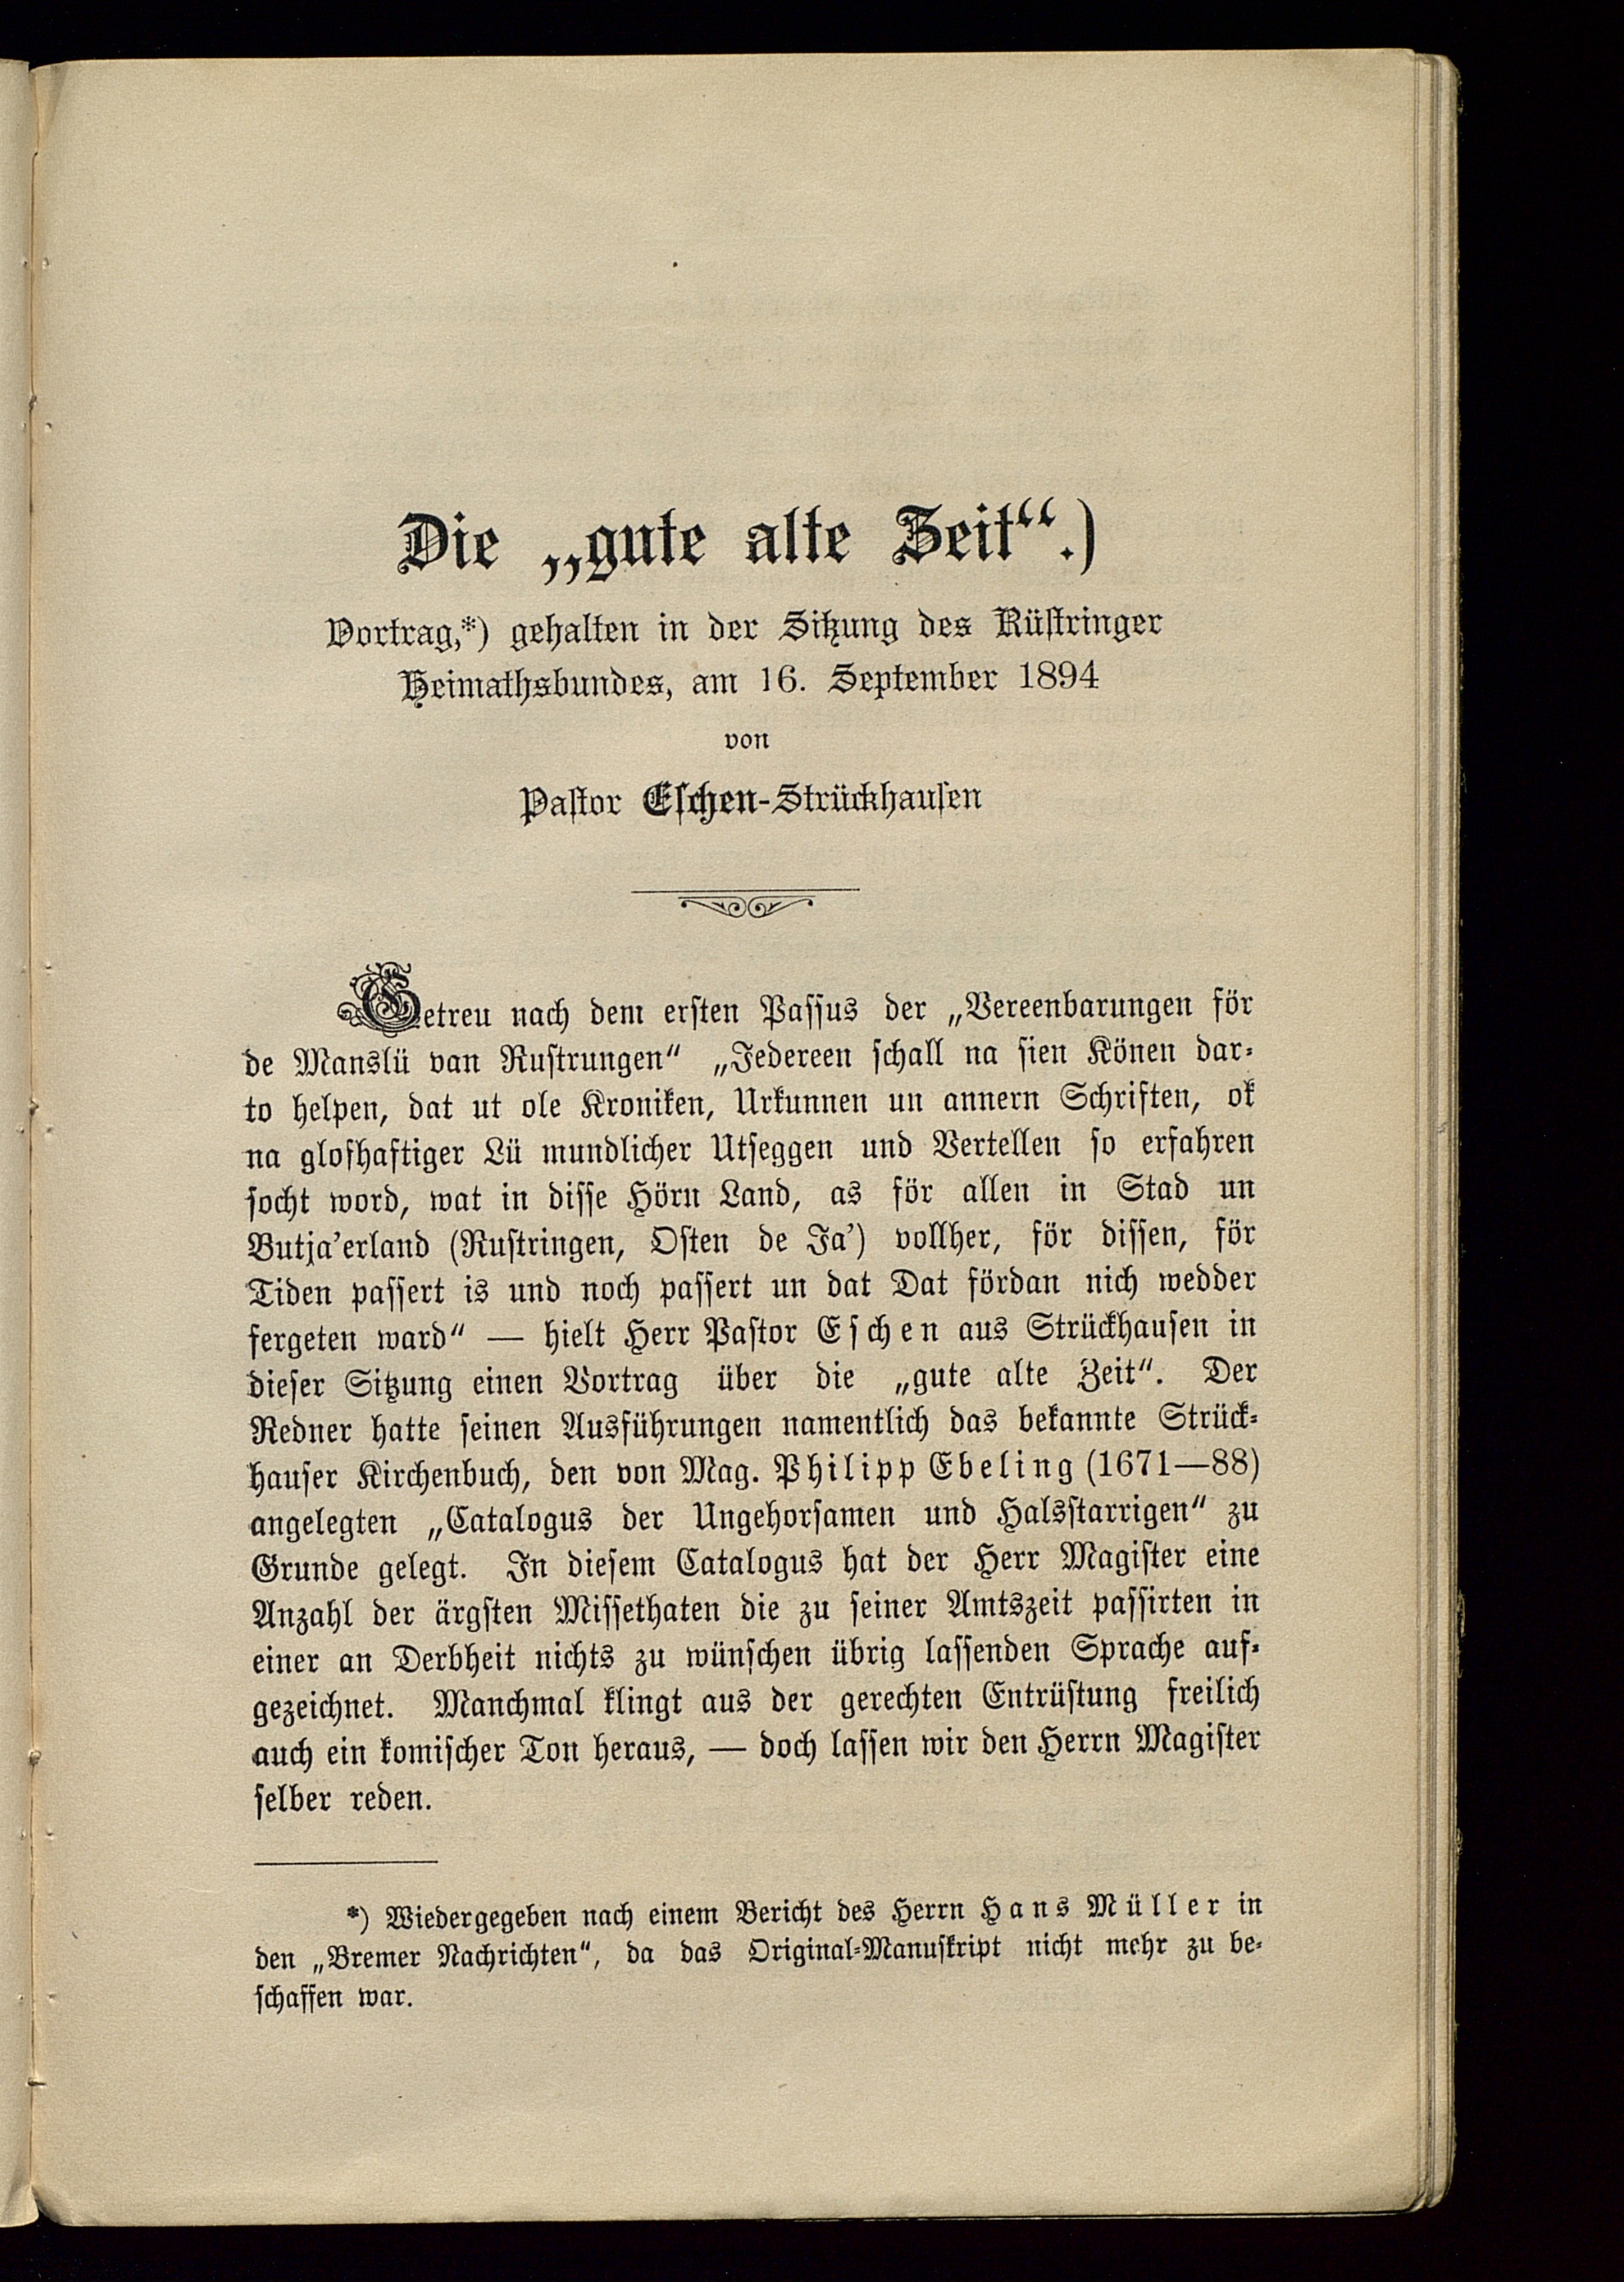 Die „gute alte Zeit“.)
Vortrag,*) gehalten in der Sitzung des Rüstringer
Heimathsbundes, am 16. September 1894
von
Pastor Eschen-Strückhausen
Getreu nach dem ersten Passus der „Vereenbarungen för
de Manslü van Rustrungen“ „Jedereen schall na sien Könen dar-
to helpen, dat ut ole Kroniken, Urkunnen un annern Schriften, ok
na glofhaftiger Lü mundlicher Utseggen und Vertellen so erfahren
socht word, wat in disse Hörn Land, as för allen in Stad un
Butja’erland (Rustringen, Osten de Ja’) vollher, för dissen, för
Tiden passert is und noch passert un dat Dat fördan nich wedder
fergeten ward“ — hielt Herr Pastor Eschen aus Strückhausen in
dieser Sitzung einen Vortrag über die „gute alte Zeit“. Der
Redner hatte seinen Ausführungen namentlich das bekannte Strück-
hauser Kirchenbuch, den von Mag. Philipp Ebeling (1671—88)
angelegten „Catalogus der Ungehorsamen und Halsstarrigen“ zu
Grunde gelegt. In diesem Catalogus hat der Herr Magister eine
Anzahl der ärgsten Missethaten die zu seiner Amtszeit passirten in
einer an Derbheit nichts zu wünschen übrig lassenden Sprache auf-
gezeichnet. Manchmal klingt aus der gerechten Entrüstung freilich
auch ein komischer Ton heraus, — doch lassen wir den Herrn Magister
selber reden.
*) Wiedergegeben nach einem Bericht des Herrn Hans Müller in
den „Bremer Nachrichten“, da das Original-Manuskript nicht mehr zu be-
schaffen war.